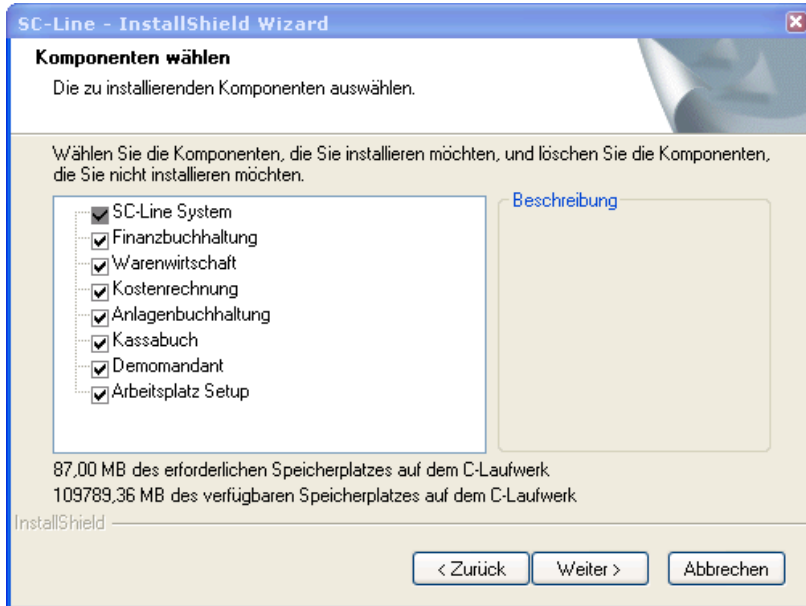 SC-Line - InstallShield Wizard
Komponenten wählen
Die zu installierenden Komponenten auswählen.
Wählen Sie die Komponenten, die Sie installieren möchten, und löschen Sie die Komponenten,
die Sie nicht installieren möchten.
SC-Line System
Finanzbuchhaltung
Warenwirtschaft
Kostenrechnung
Anlagenbuchhaltung
Kassabuch
Demomandant
Arbeitsplatz Setup
Beschreibung
87,00 MB des erforderlichen Speicherplatzes auf dem C-Laufwerk
109789,36 MB des verfügbaren Speicherplatzes auf dem C-Laufwerk
InstallShield
< Zurück
Weiter >
Abbrechen